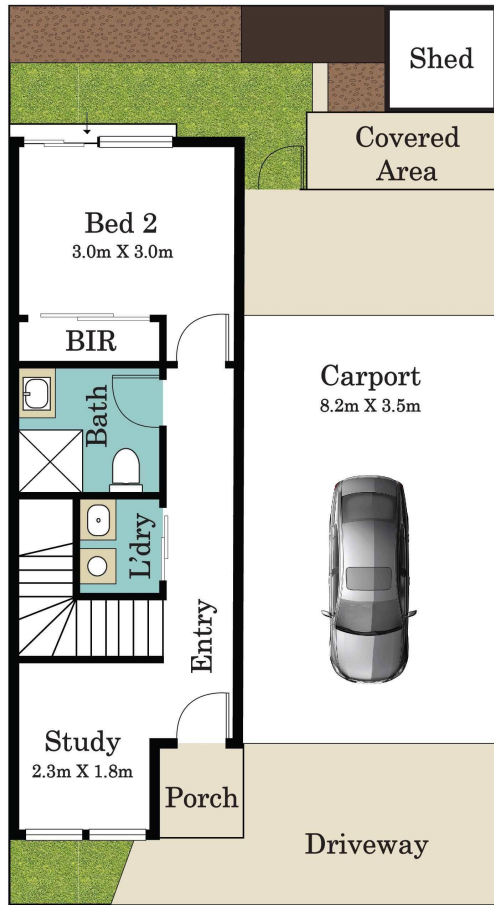 Shed
Covered
Area
Bed 2
3.0m X 3.0m
BIR
Carport
8.2m X 3.5m
Bath
L'dry
Entry
Study
2.3m X 1.8m
Porch
Driveway